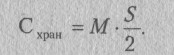 C хран = M · S/2.